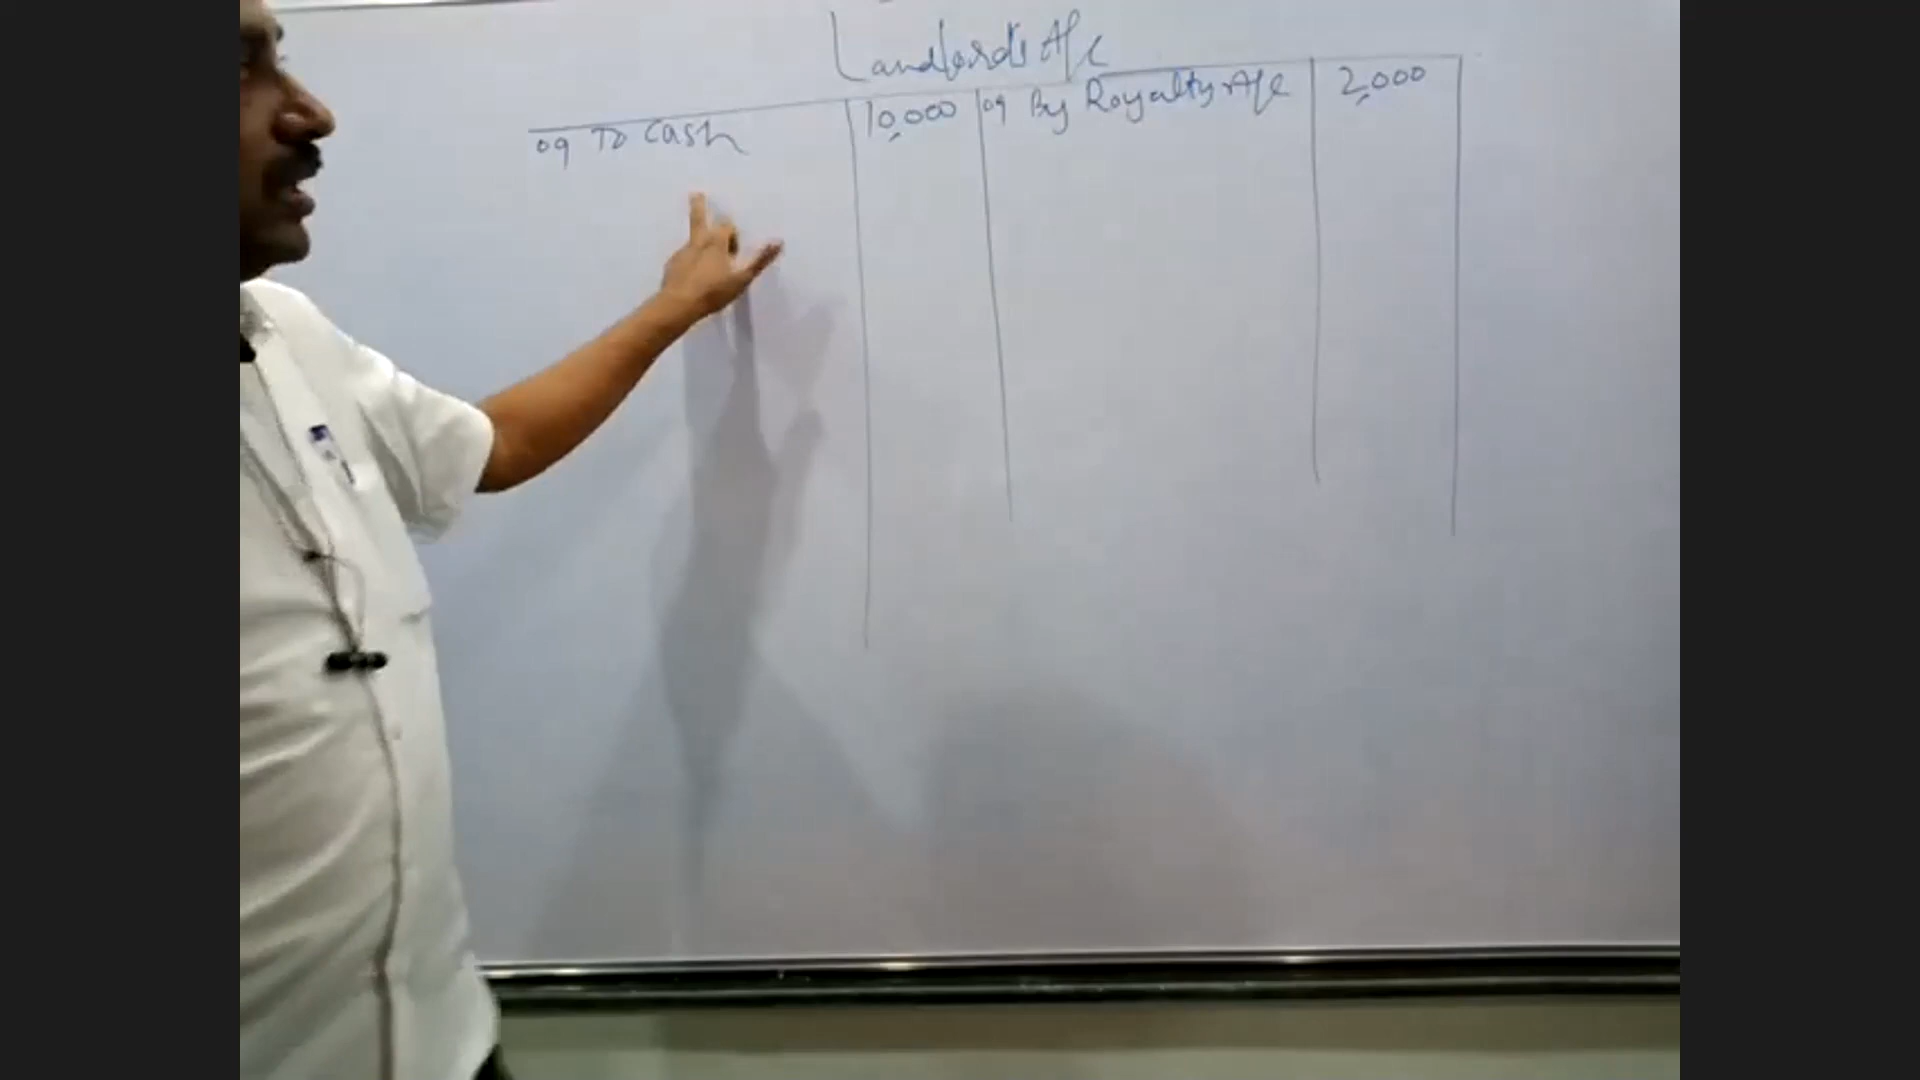 Landlord's A/c
09 To Cash 10,000 09 By Royalty A/c 2,000